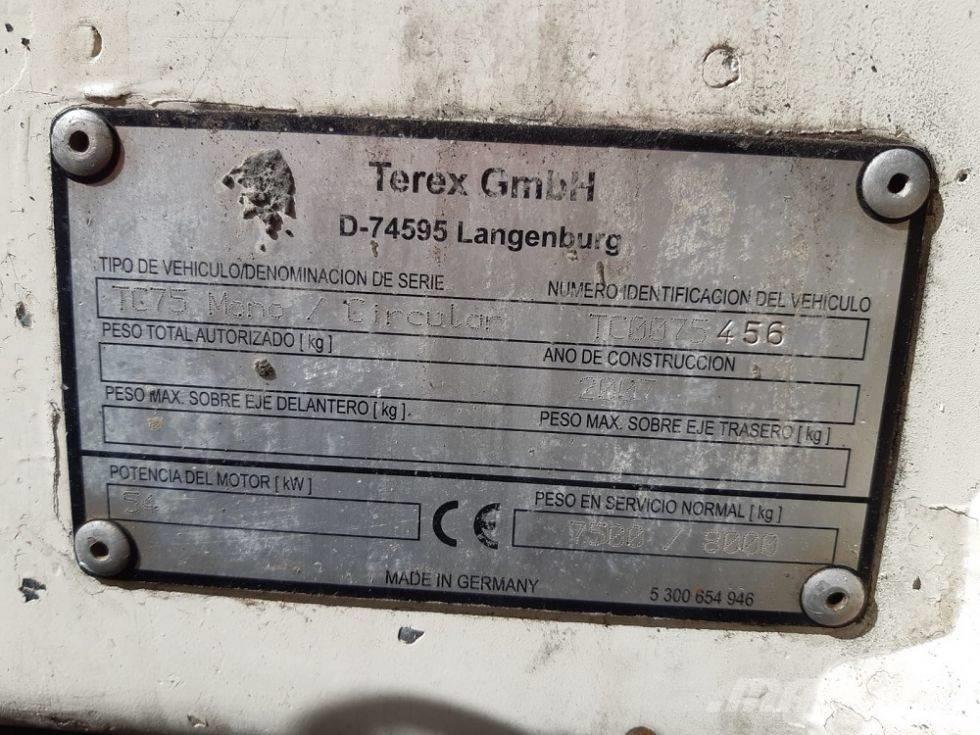 Terex GmbH
D-74595 Langenburg
TIPO DE VEHICULO/DENOMINACION DE SERIE
NUMERO IDENTIFICACION DEL VEHICULO
TC75 Mono / Circular
TC0075456
PESO TOTAL AUTORIZADO [ kg ]
ANO DE CONSTRUCCION
2007
PESO MAX. SOBRE EJE DELANTERO [ kg ]
PESO MAX. SOBRE EJE TRASERO [ kg ]
POTENCIA DEL MOTOR [ kW ]
PESO EN SERVICIO NORMAL [ kg ]
54
CE
7500 / 8000
MADE IN GERMANY
5 300 654 946